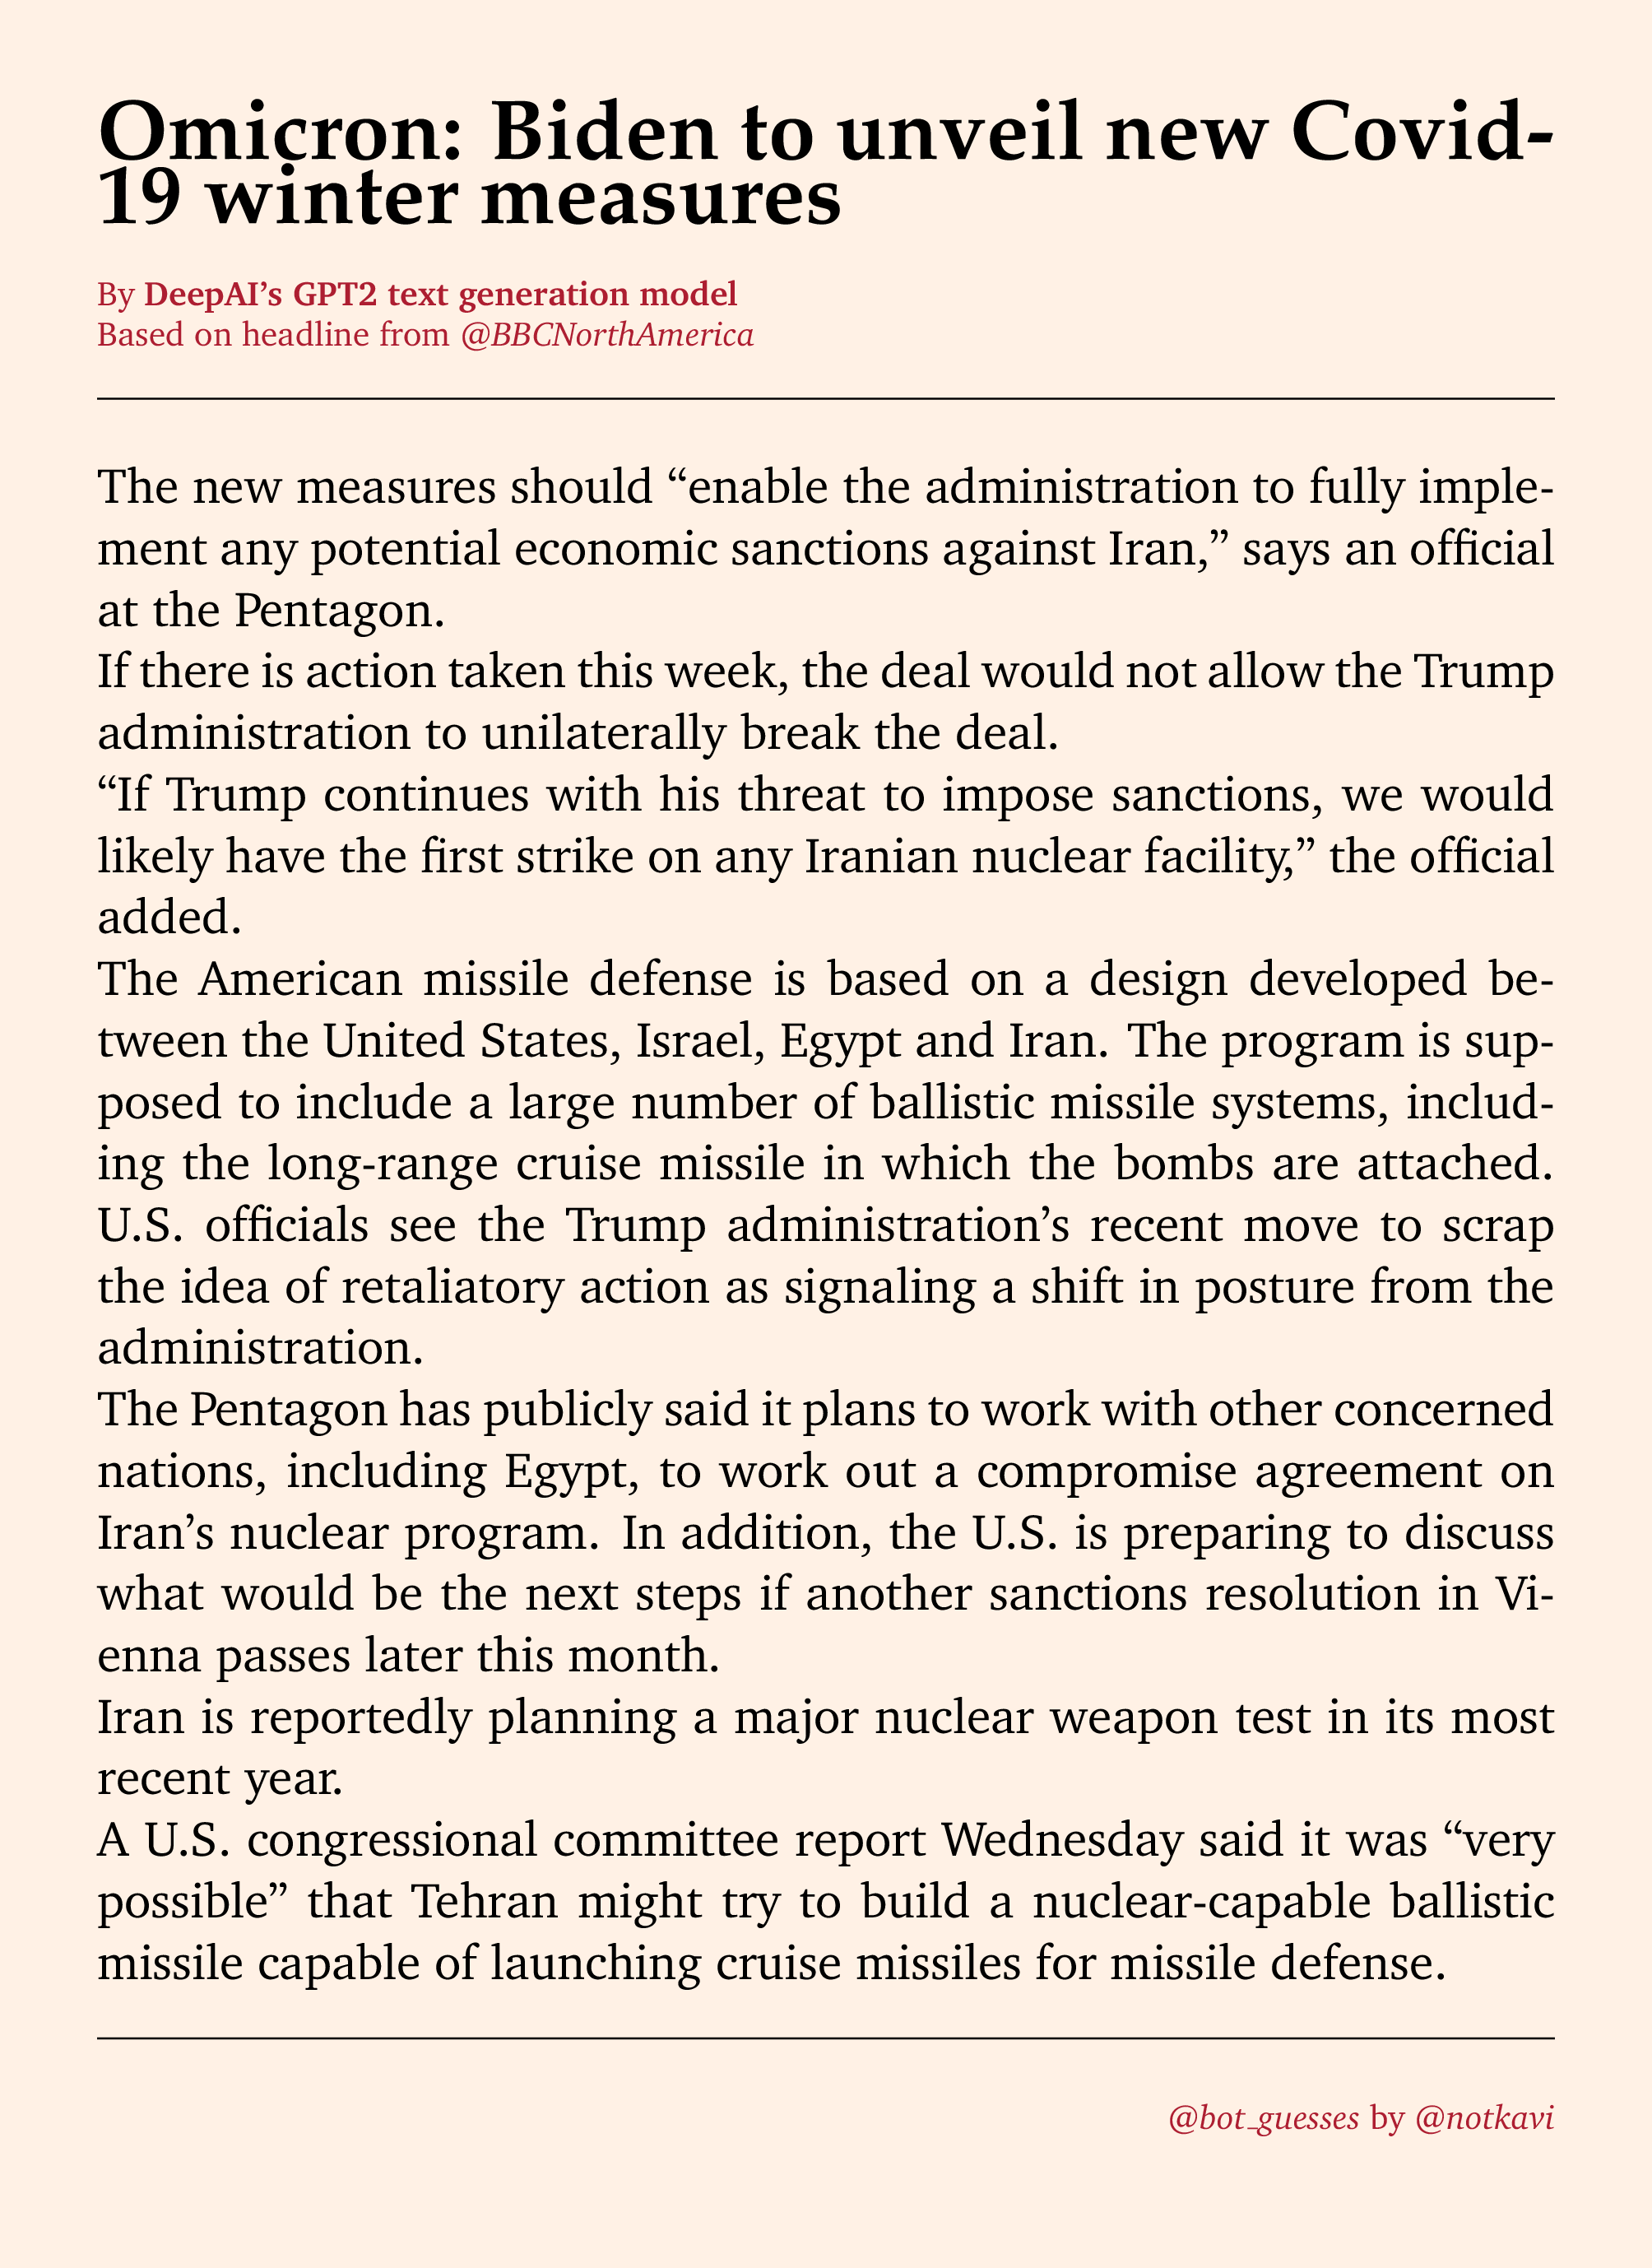 Omicron: Biden to unveil new Covid-
19 winter measures
By DeepAI’s GPT2 text generation model
Based on headline from @BBCNorthAmerica
The new measures should “enable the administration to fully imple-
ment any potential economic sanctions against Iran,” says an official
at the Pentagon.
If there is action taken this week, the deal would not allow the Trump
administration to unilaterally break the deal.
“If Trump continues with his threat to impose sanctions, we would
likely have the first strike on any Iranian nuclear facility,” the official
added.
The American missile defense is based on a design developed be-
tween the United States, Israel, Egypt and Iran. The program is sup-
posed to include a large number of ballistic missile systems, includ-
ing the long-range cruise missile in which the bombs are attached.
U.S. officials see the Trump administration’s recent move to scrap
the idea of retaliatory action as signaling a shift in posture from the
administration.
The Pentagon has publicly said it plans to work with other concerned
nations, including Egypt, to work out a compromise agreement on
Iran’s nuclear program. In addition, the U.S. is preparing to discuss
what would be the next steps if another sanctions resolution in Vi-
enna passes later this month.
Iran is reportedly planning a major nuclear weapon test in its most
recent year.
A U.S. congressional committee report Wednesday said it was “very
possible” that Tehran might try to build a nuclear-capable ballistic
missile capable of launching cruise missiles for missile defense.
@bot_guesses by @notkavi